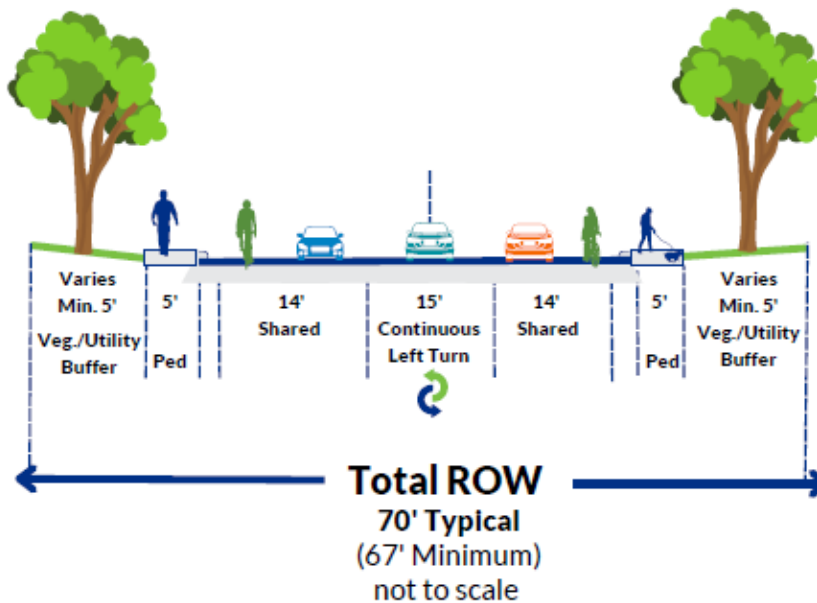 Varies
Min. 5'
Veg./Utility
Buffer
5'
Ped
14'
Shared
15'
Continuous
Left Turn
14'
Shared
5'
Ped
Varies
Min. 5'
Veg./Utility
Buffer
Total ROW
70' Typical
(67' Minimum)
not to scale